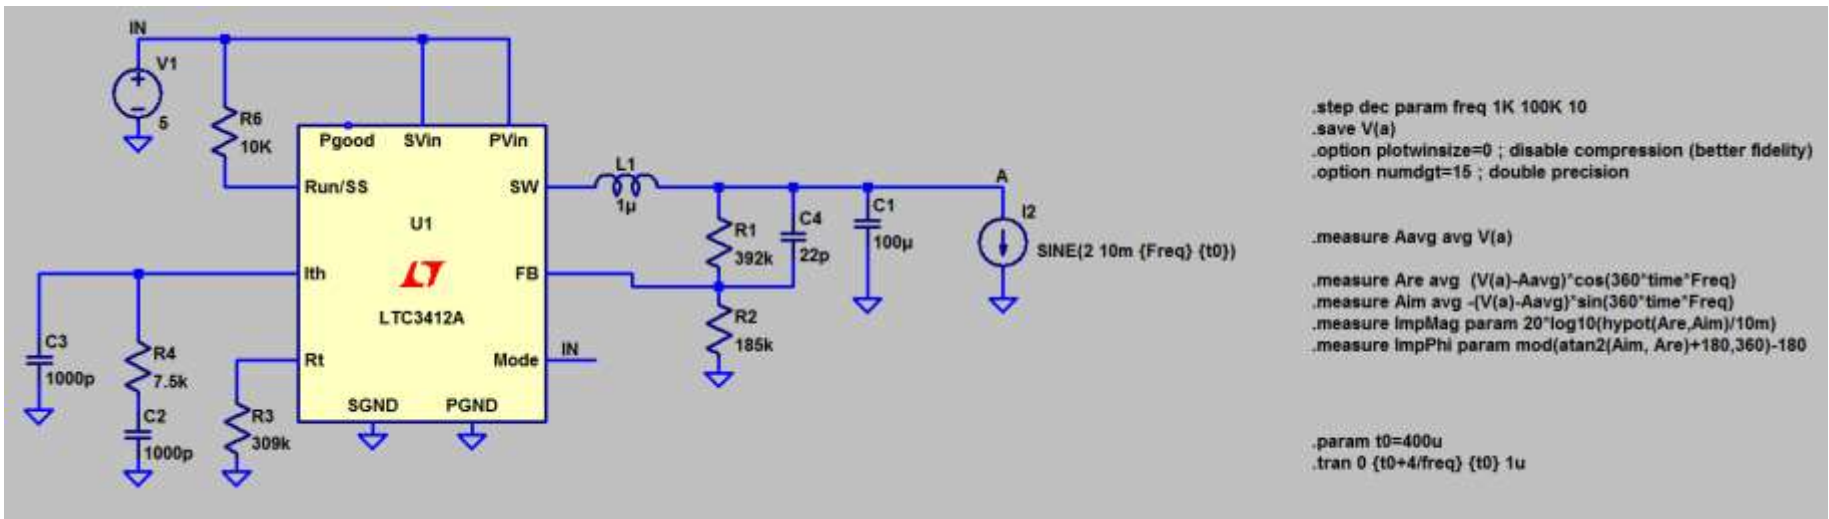 IN
V1
5
R6
10K
Pgood
SVin
PVin
Run/SS
SW
U1
Ith
FB
LTC3412A
Rt
Mode
IN
SGND
PGND
L1
1µ
R1
392k
C4
22p
C1
100µ
A
I2
SINE(2 10m {Freq} {t0})
R2
185k
C3
1000p
R4
7.5k
C2
1000p
R3
309k
.step dec param freq 1K 100K 10
.save V(a)
.option plotwinsize=0 ; disable compression (better fidelity)
.option numdgt=15 ; double precision
.measure Aavg avg V(a)
.measure Are avg  (V(a)-Aavg)*cos(360*time*Freq)
.measure Aim avg -(V(a)-Aavg)*sin(360*time*Freq)
.measure ImpMag param 20*log10(hypot(Are,Aim)/10m)
.measure ImpPhi param mod(atan2(Aim, Are)+180,360)-180
.param t0=400u
.tran 0 {t0+4/freq} {t0} 1u